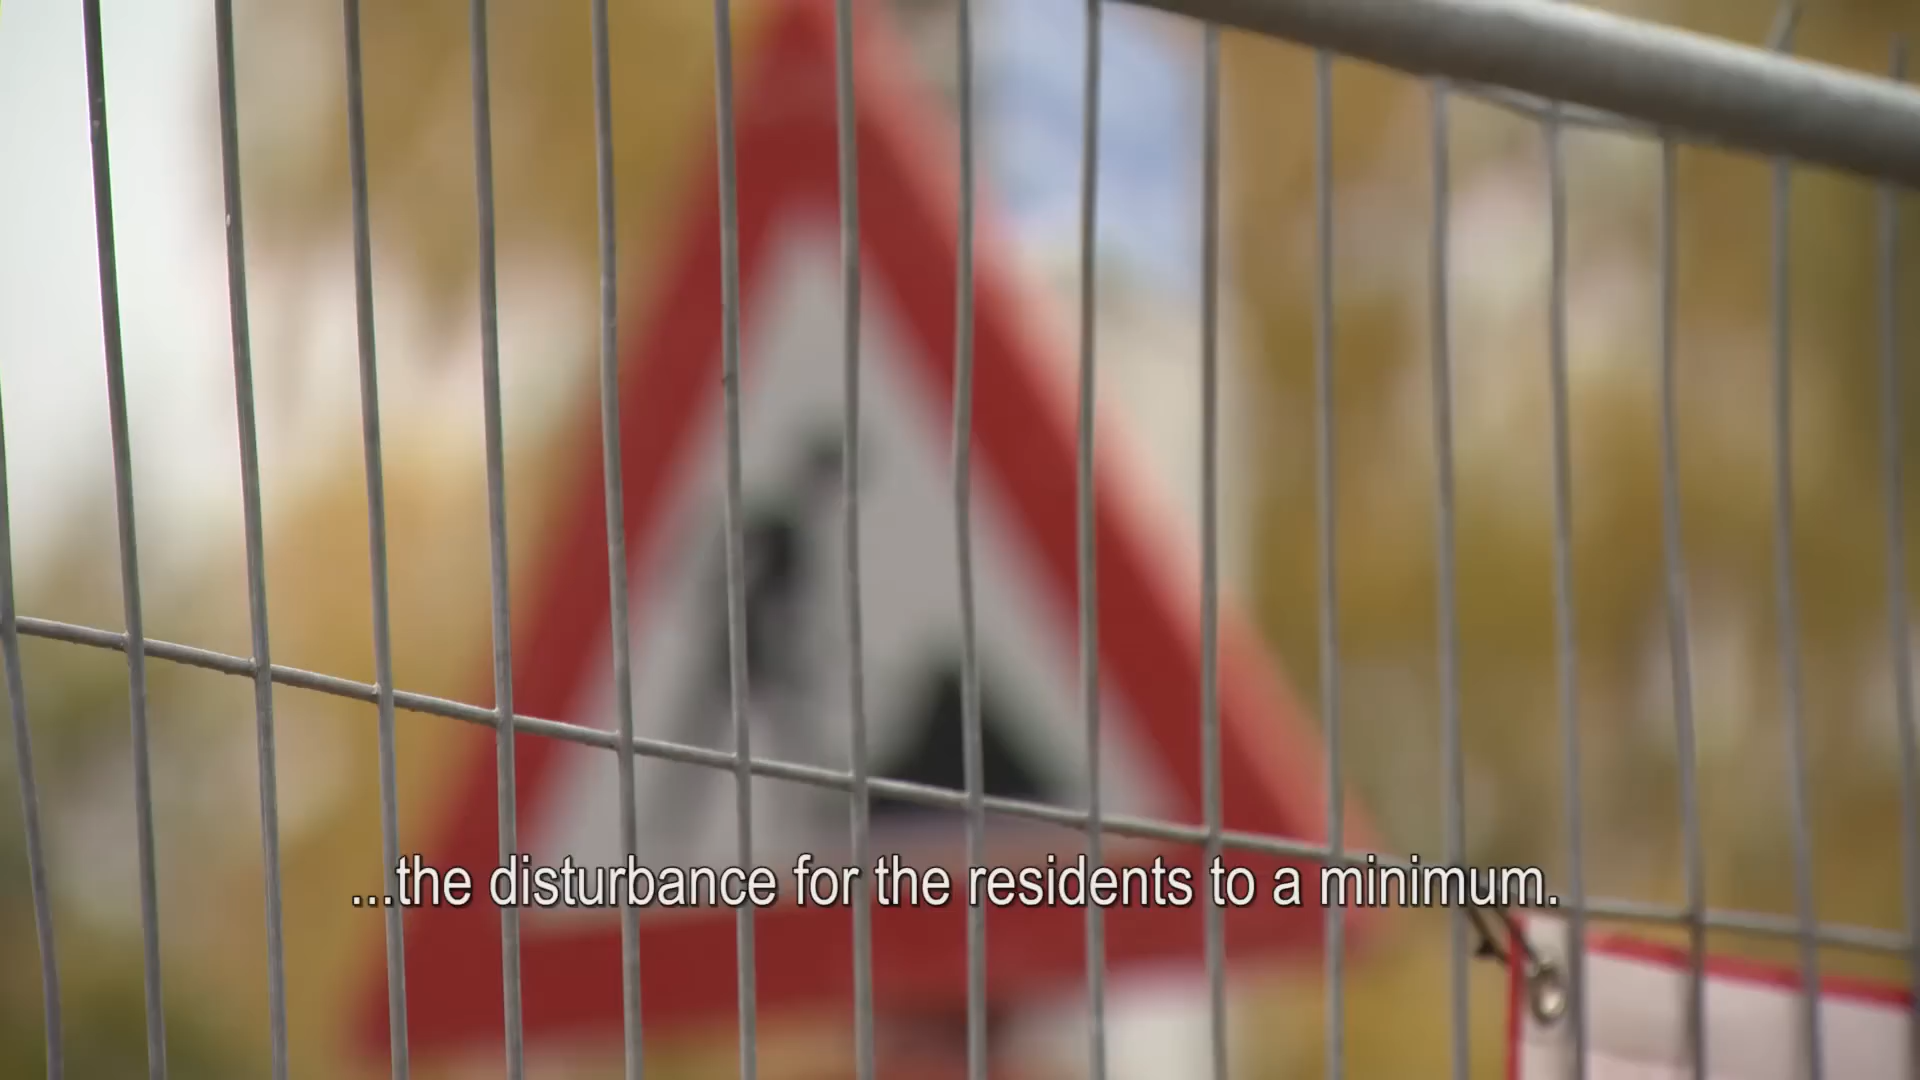 ...the disturbance for the residents to a minimum.